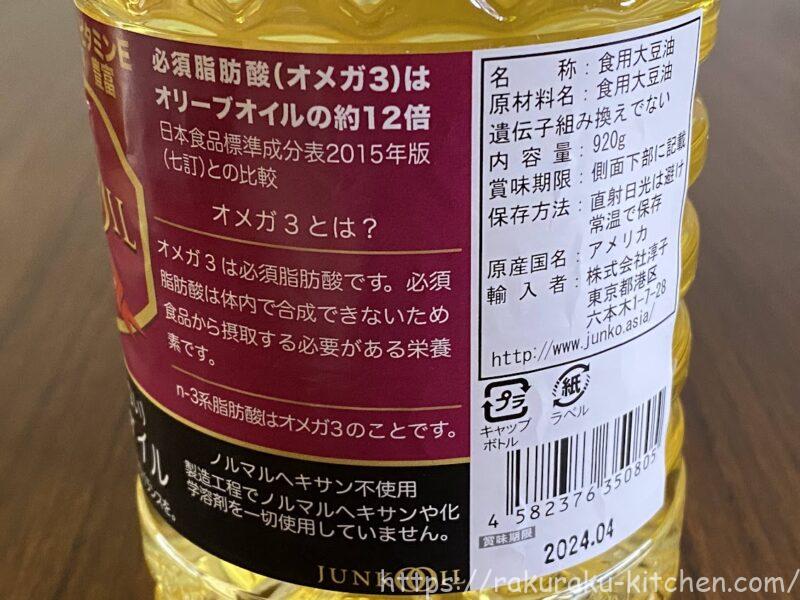 タミンE
豊富
必須脂肪酸(オメガ3)は
オリーブオイルの約12倍
日本食品標準成分表2015年版
(七訂)との比較
オメガ3とは?
オメガ3は必須脂肪酸です。必須
脂肪酸は体内で合成できないため
食品から摂取する必要がある栄養
素です。
n-3系脂肪酸はオメガ3のことです。
OIL
イル
ノルマルヘキサン不使用
製造工程でノルマルヘキサンや化
学溶剤を一切使用していません。
JUNKOOIL
名 称:食用大豆油
原材料名:食用大豆油
遺伝子組み換えでない
内 容 量:920g
賞味期限:側面下部に記載
保存方法:直射日光は避け
常温で保存
原産国名:アメリカ
輸 入 者:株式会社淳子
東京都港区
六本木1-7-28
http://www.junko.asia/
プラ
キャップ
ボトル
紙
ラベル
4 582376 350805
賞味期限
2024.04
https://rakuraku-kitchen.com/